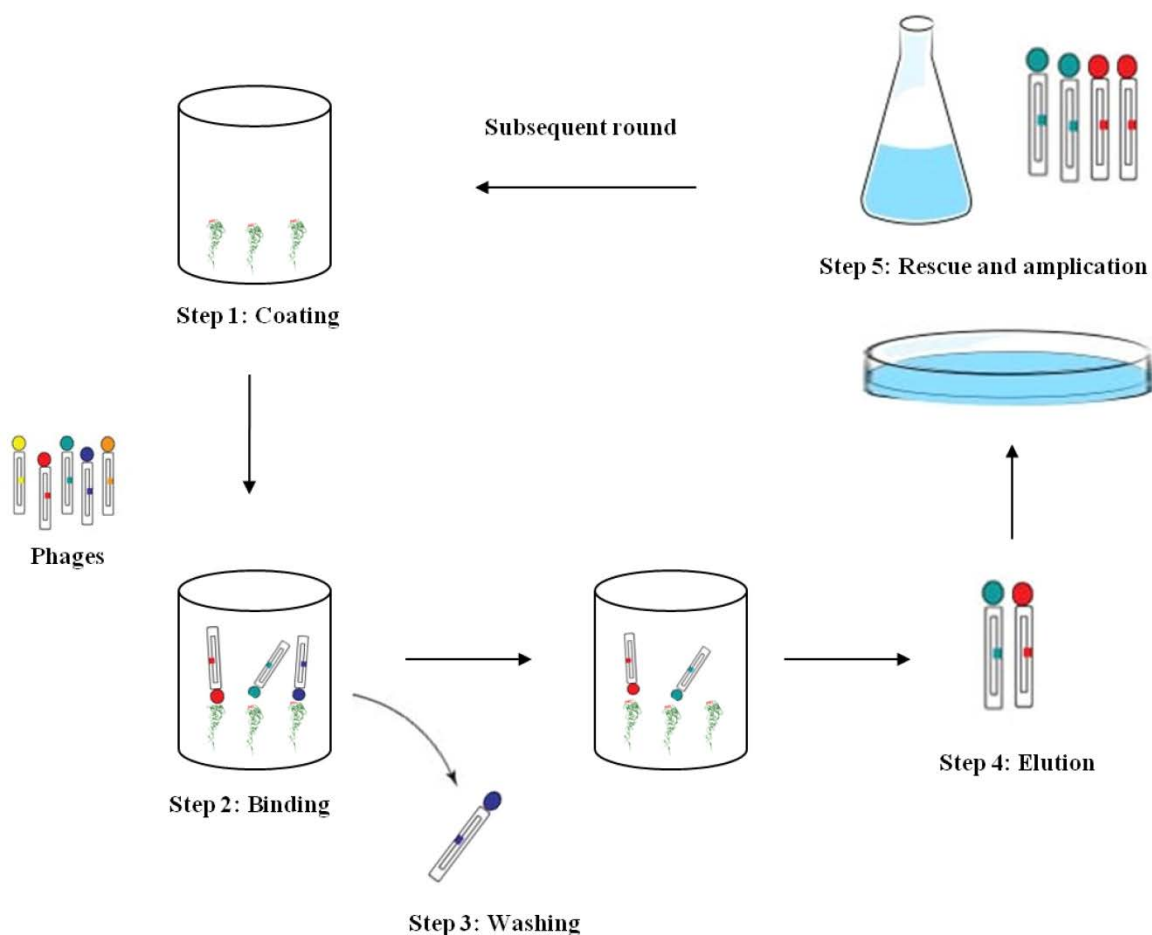 Subsequent round
Step 5: Rescue and amplication
Step 1: Coating
Phages
Step 2: Binding
Step 4: Elution
Step 3: Washing